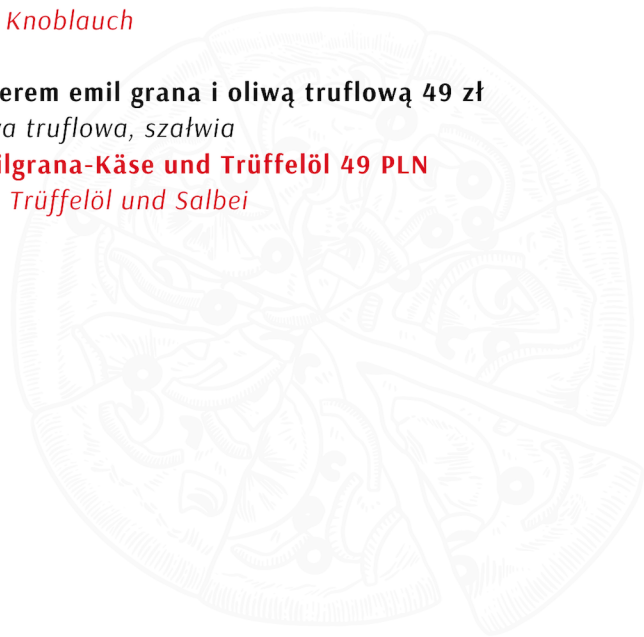 Knoblauch
erem emil grana i oliwą truflową 49 zł
truflowa, szałwia
ilgrana-Käse und Trüffelöl 49 PLN
Trüffelöl und Salbei